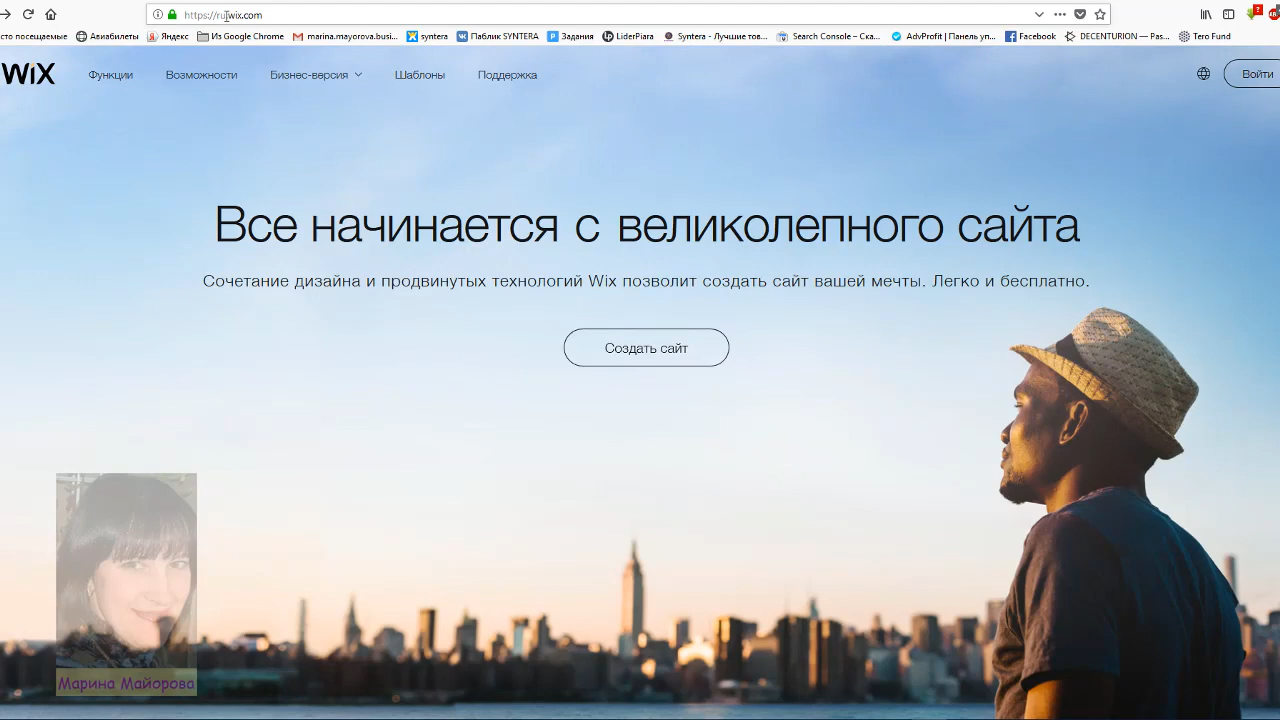 https://ru.wix.com
сто посещаемые Авиабилеты Яндекс Из Google Chrome marina.mayorova.busi... syntera Паблик SYNTERA Задания LiderPiara Syntera - Лучшие тов... Search Console – Ска... AdvProfit | Панель уп... Facebook DECENTURION — Pas... Tero Fund
WiX Функции Возможности Бизнес-версия Шаблоны Поддержка Войти
Все начинается с великолепного сайта
Сочетание дизайна и продвинутых технологий Wix позволит создать сайт вашей мечты. Легко и бесплатно.
Создать сайт
Марина Майорова